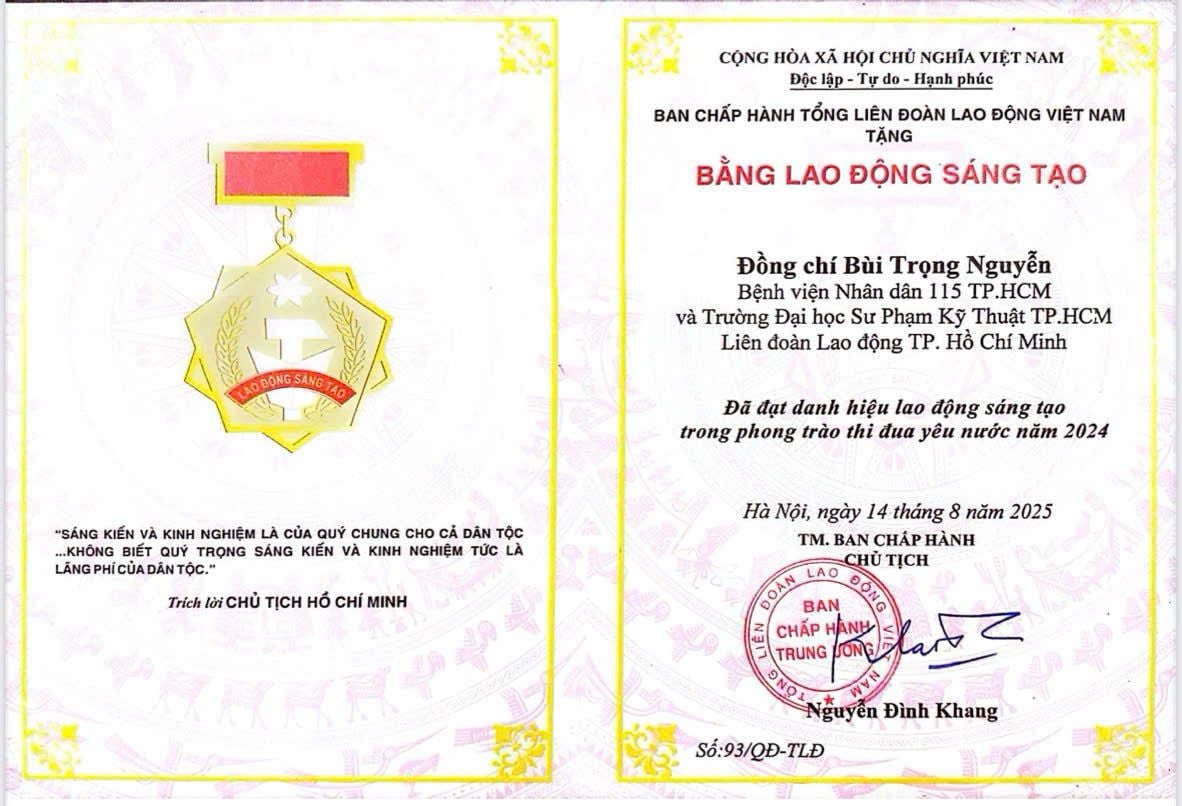 LAO ĐỘNG SÁNG TẠO
"SÁNG KIẾN VÀ KINH NGHIỆM LÀ CỦA QUÝ CHUNG CHO CẢ DÂN TỘC
...KHÔNG BIẾT QUÝ TRỌNG SÁNG KIẾN VÀ KINH NGHIỆM TỨC LÀ
LÃNG PHÍ CỦA DÂN TỘC."
Trích lời CHỦ TỊCH HỒ CHÍ MINH
CỘNG HÒA XÃ HỘI CHỦ NGHĨA VIỆT NAM
Độc lập - Tự do - Hạnh phúc
BAN CHẤP HÀNH TỔNG LIÊN ĐOÀN LAO ĐỘNG VIỆT NAM
TẶNG
BẰNG LAO ĐỘNG SÁNG TẠO
Đồng chí Bùi Trọng Nguyễn
Bệnh viện Nhân dân 115 TP.HCM
và Trường Đại học Sư Phạm Kỹ Thuật TP.HCM
Liên đoàn Lao động TP. Hồ Chí Minh
Đã đạt danh hiệu lao động sáng tạo
trong phong trào thi đua yêu nước năm 2024
Hà Nội, ngày 14 tháng 8 năm 2025
TM. BAN CHẤP HÀNH
CHỦ TỊCH
TỔNG LIÊN ĐOÀN LAO ĐỘNG VIỆT NAM
BAN
CHẤP HÀNH
TRUNG ƯƠNG
Nguyễn Đình Khang
Số:93/QĐ-TLĐ